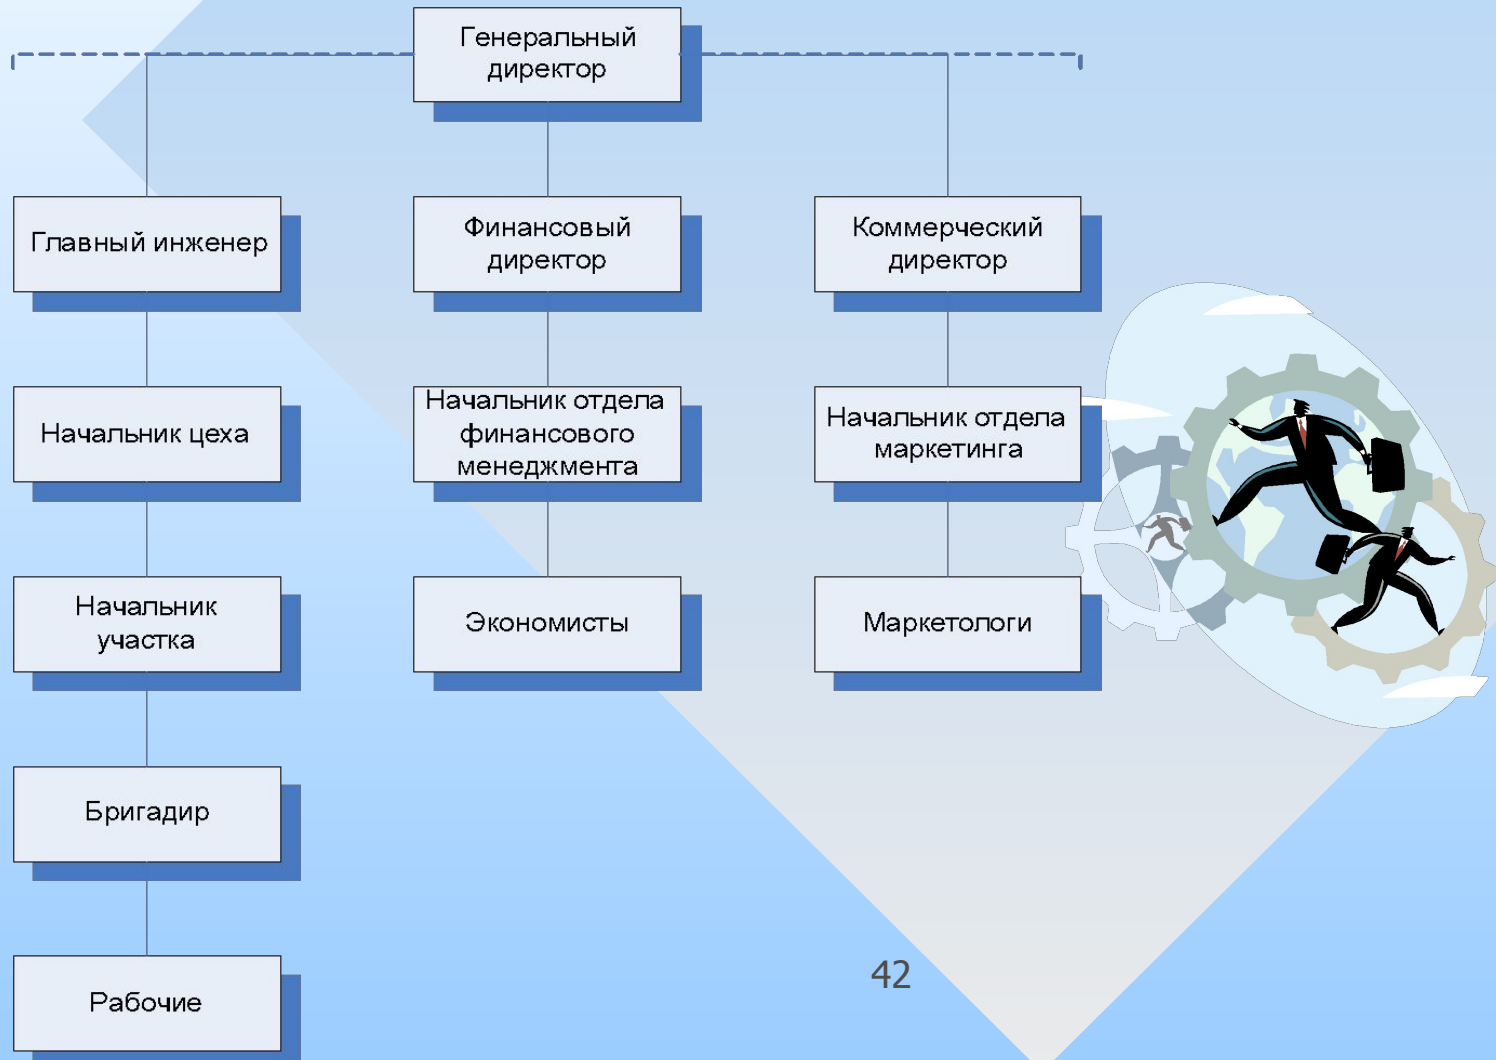 Генеральный
директор
Главный инженер
Финансовый
директор
Коммерческий
директор
Начальник цеха
Начальник отдела
финансового
менеджмента
Начальник отдела
маркетинга
Начальник
участка
Экономисты
Маркетологи
Бригадир
Рабочие
42